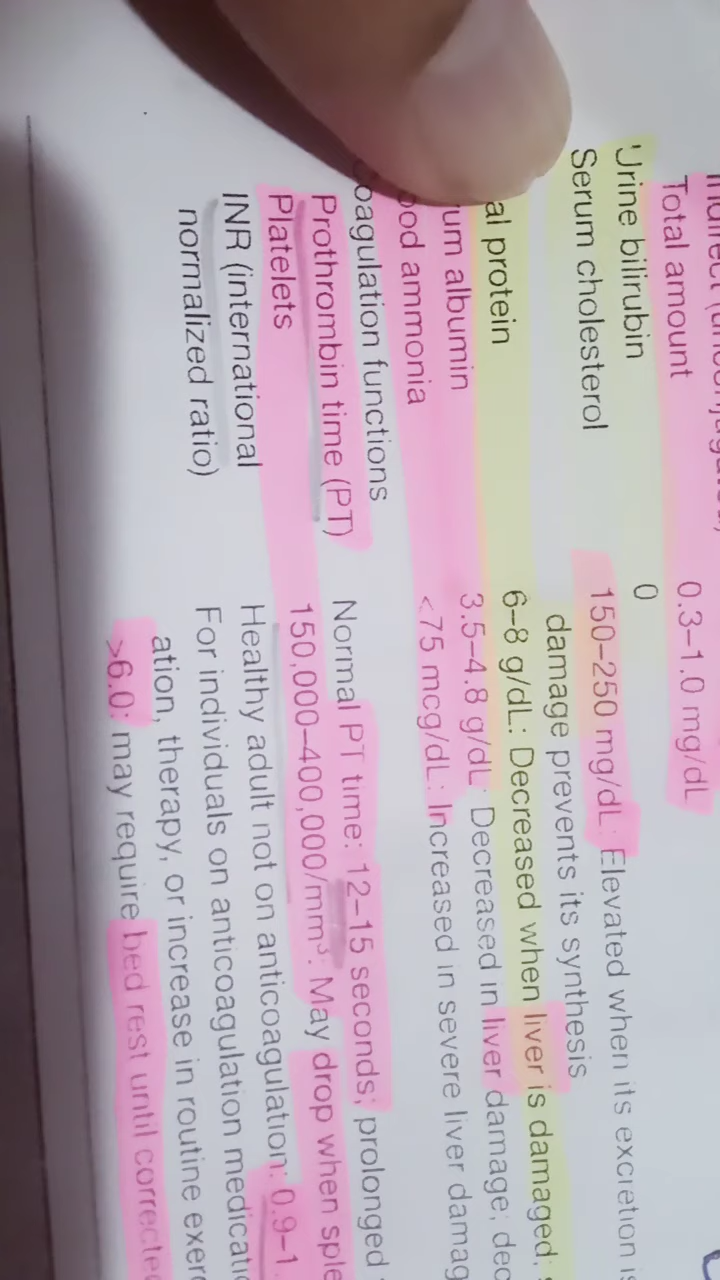 Total amount 0.3–1.0 mg/dL
Urine bilirubin 0
Serum cholesterol 150–250 mg/dL: Elevated when its excretion
damage prevents its synthesis
al protein 6–8 g/dL: Decreased when liver is damaged;
um albumin 3.5–4.8 g/dL: Decreased in liver damage; dec
ood ammonia <75 mcg/dL: Increased in severe liver damag
oagulation functions
Prothrombin time (PT) Normal PT time: 12–15 seconds; prolonged
Platelets 150,000–400,000/mm³: May drop when sple
INR (international Healthy adult not on anticoagulation: 0.9–1.
normalized ratio) For individuals on anticoagulation medicatio
ation, therapy, or increase in routine exer
>6.0: may require bed rest until corrected